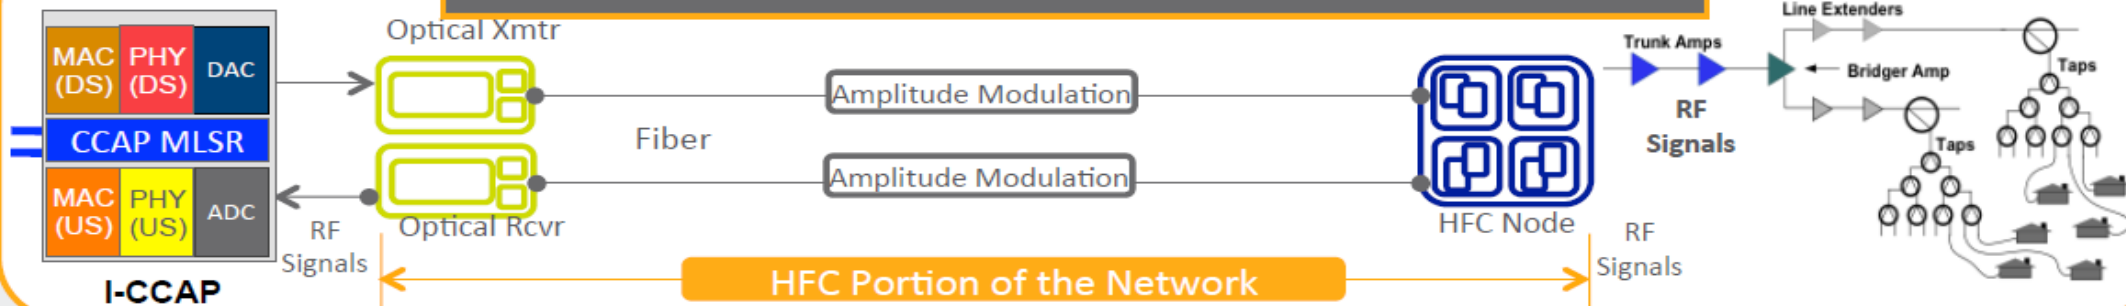 Optical Xmtr
MAC
(DS)
PHY
(DS)
DAC
CCAP MLSR
MAC
(US)
PHY
(US)
ADC
I-CCAP
RF
Signals
Optical Rcvr
Fiber
Amplitude Modulation
Amplitude Modulation
HFC Node
HFC Portion of the Network
RF
Signals
Trunk Amps
RF
Signals
Line Extenders
Bridger Amp
Taps
Taps